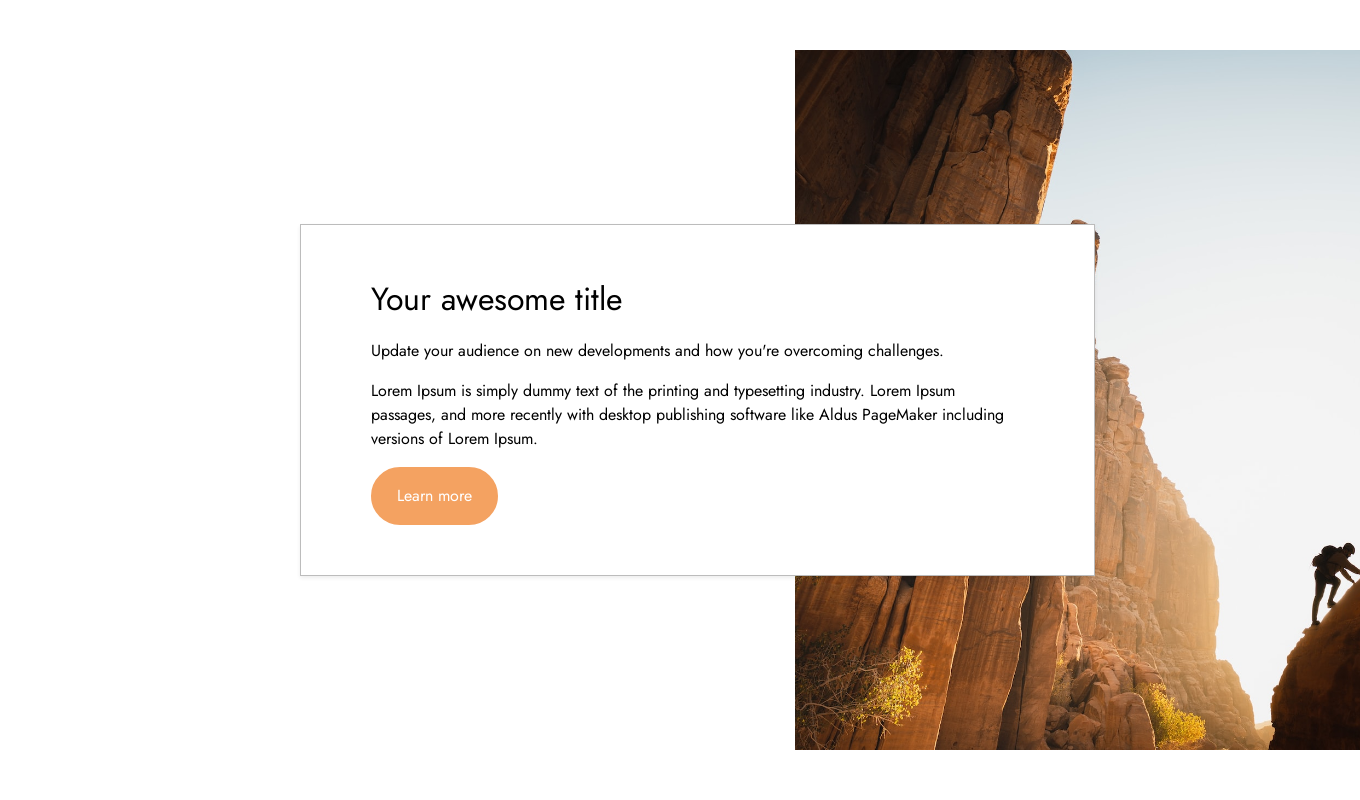 Your awesome title
Update your audience on new developments and how you're overcoming challenges.
Lorem Ipsum is simply dummy text of the printing and typesetting industry. Lorem Ipsum
passages, and more recently with desktop publishing software like Aldus PageMaker including
versions of Lorem Ipsum.
Learn more